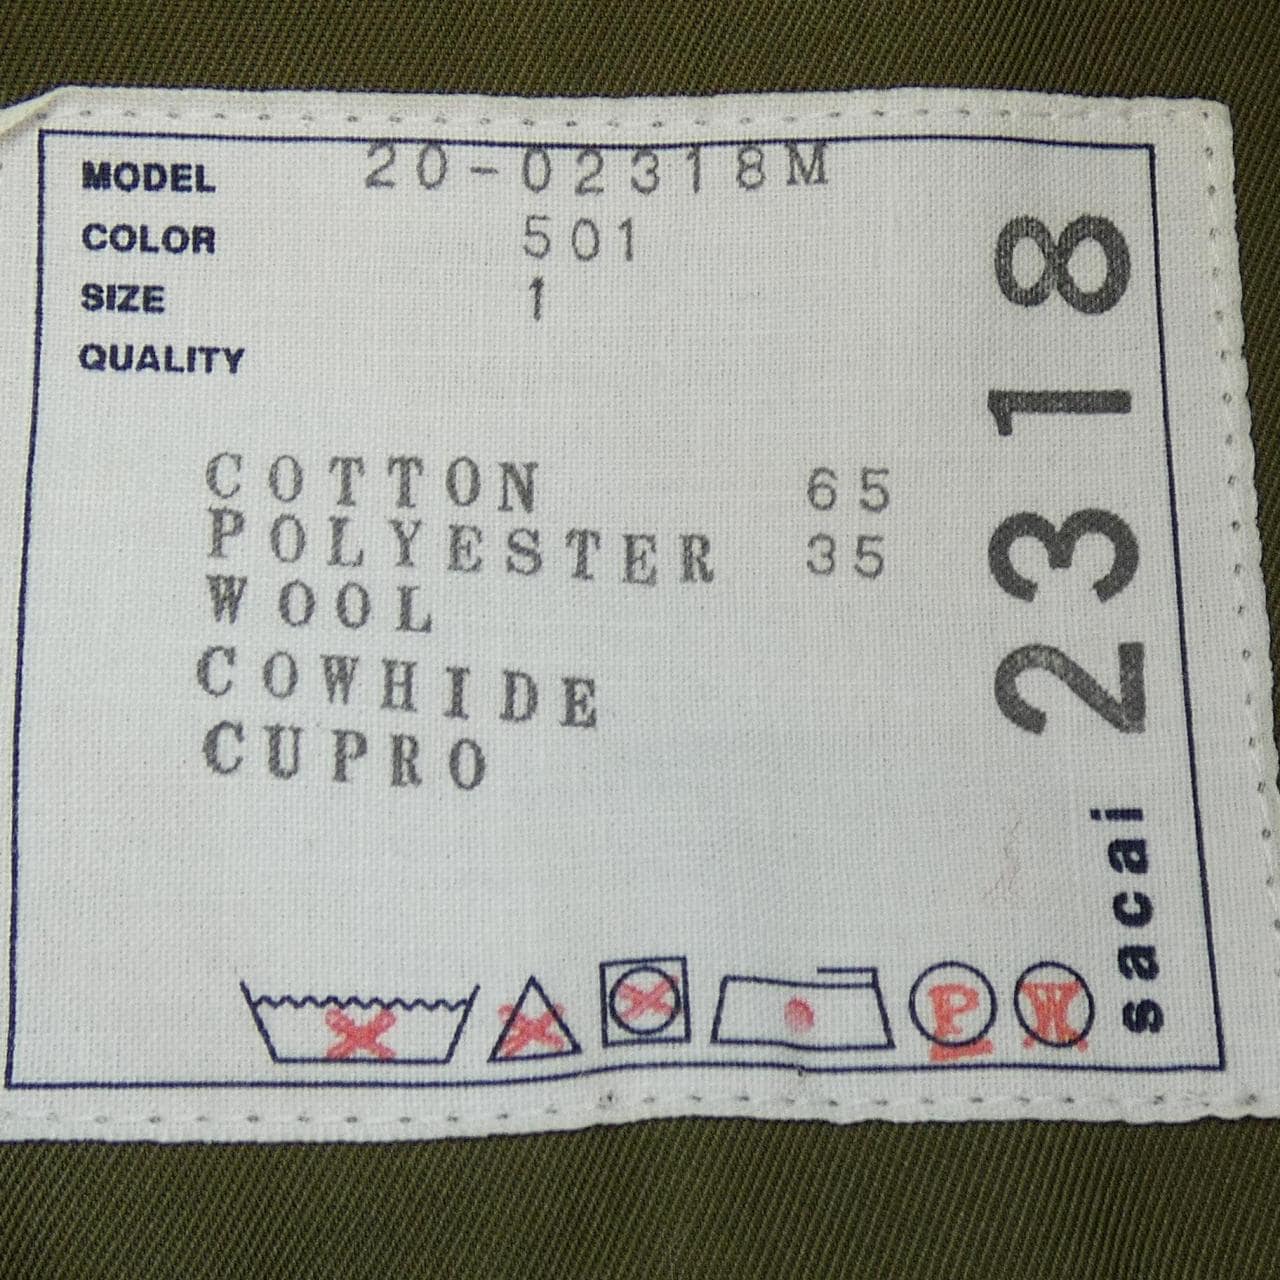 MODEL 20-02318M
COLOR 501
SIZE 1
QUALITY
COTTON 65
POLYESTER 35
WOOL
COWHIDE
CUPRO
P W
sacai 2318